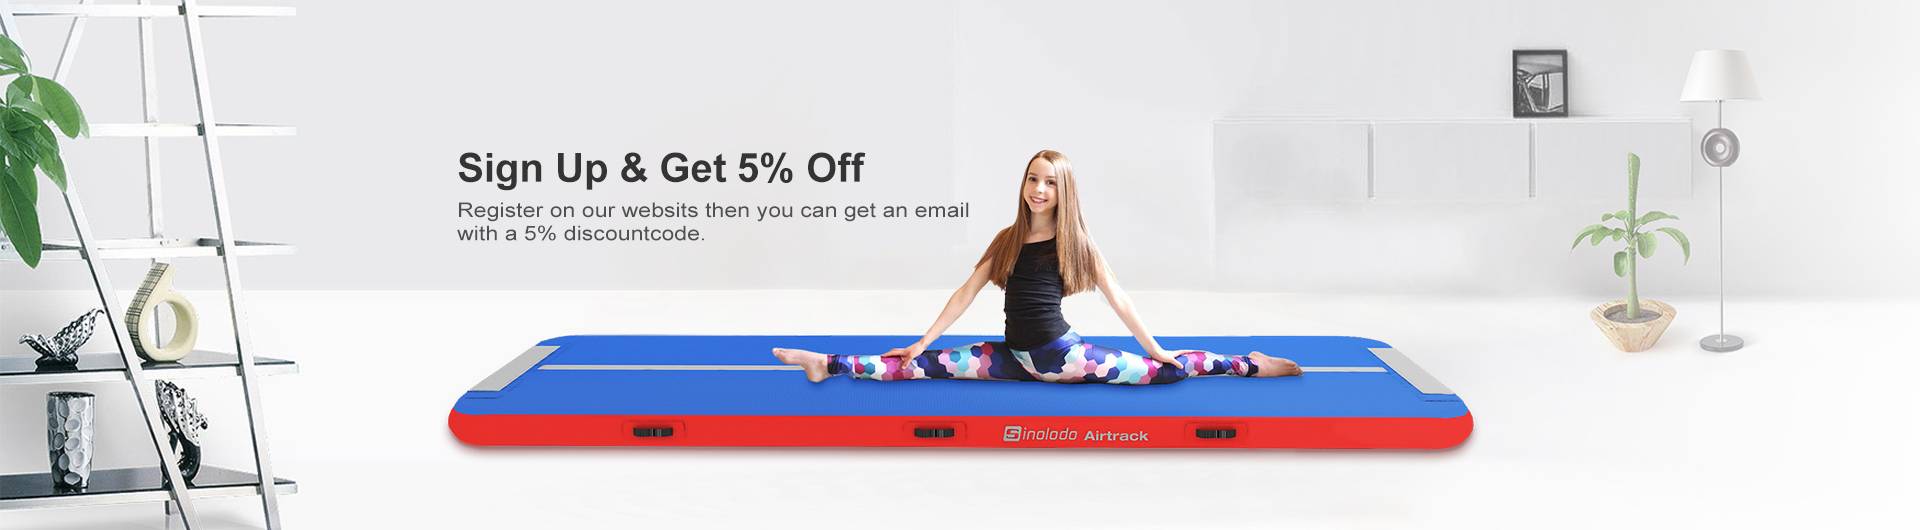 Sign Up & Get 5% Off
Register on our websits then you can get an email
with a 5% discountcode.
Sinolodo Airtrack